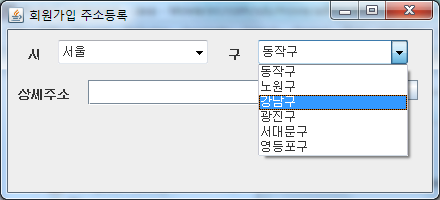 회원가입 주소등록
시 서울 구 동작구
동작구
노원구
상세주소 강남구
광진구
서대문구
영등포구